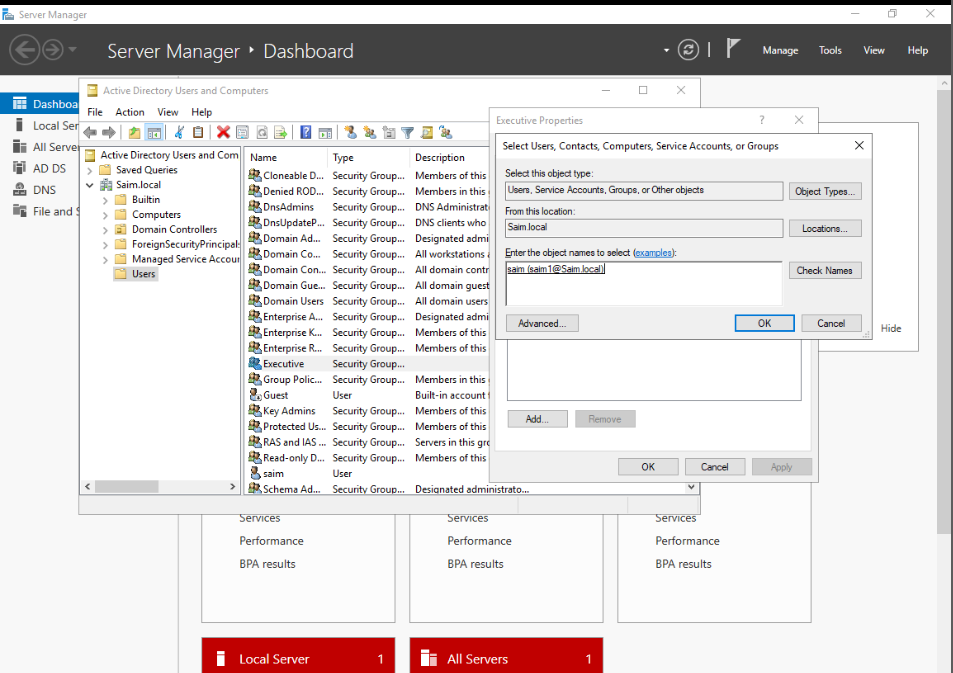 Server Manager
Server Manager ‣ Dashboard
Manage Tools View Help
Dashboa
Local Ser
All Server
AD DS
DNS
File and S
Active Directory Users and Computers
File Action View Help
Active Directory Users and Com
Saved Queries
Saim.local
Builtin
Computers
Domain Controllers
ForeignSecurityPrincipals
Managed Service Accour
Users
Name Type Description
Cloneable D... Security Group... Members of this
Denied ROD... Security Group... Members in this
DnsAdmins Security Group... DNS Administrat
DnsUpdateP... Security Group... DNS clients who
Domain Ad... Security Group... Designated admi
Domain Co... Security Group... All workstations
Domain Con... Security Group... All domain contr
Domain Gue... Security Group... All domain guest
Domain Users Security Group... All domain users
Enterprise A... Security Group... Designated admi
Enterprise K... Security Group... Members of this
Enterprise R... Security Group... Members of this
Executive Security Group...
Group Polic... Security Group... Members in this
Guest User Built-in account
Key Admins Security Group... Members of this
Protected Us... Security Group... Members of this
RAS and IAS ... Security Group... Servers in this gro
Read-only D... Security Group... Members of this
saim User
Schema Ad... Security Group... Designated administrato...
Executive Properties ?
Select Users, Contacts, Computers, Service Accounts, or Groups
Select this object type:
Users, Service Accounts, Groups, or Other objects
Object Types...
From this location:
Saim.local
Locations...
Enter the object names to select (examples):
saim (saim1@Saim.local)
Check Names
Advanced... OK Cancel
Hide
Add... Remove
OK Cancel Apply
Services Services Services
Performance Performance Performance
BPA results BPA results BPA results
Local Server 1
All Servers 1